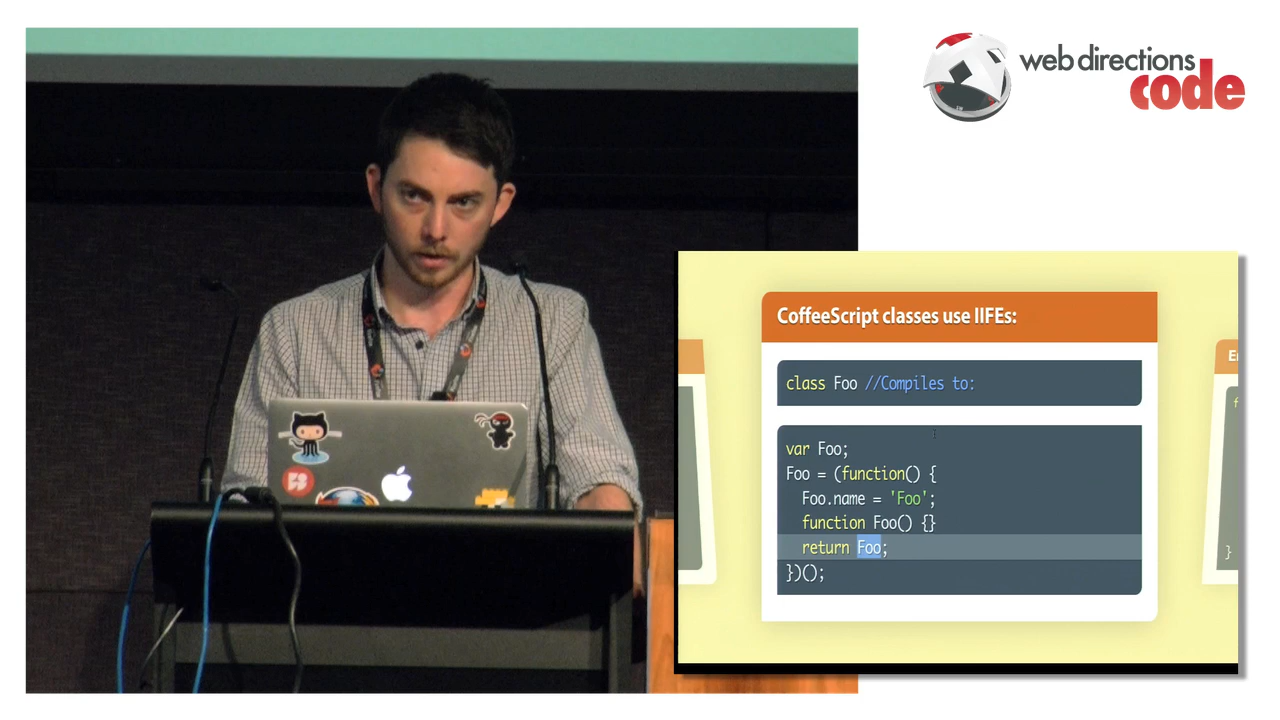 web directions
code
CoffeeScript classes use IIFEs:
class Foo //Compiles to:
var Foo;
Foo = (function() {
  Foo.name = 'Foo';
  function Foo() {}
  return Foo;
})();
}